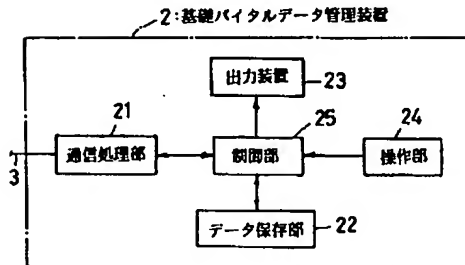 2:基礎バイタルデータ管理装置
出力装置
23
21
25
24
通信処理部
制御部
操作部
3
データ保存部
22